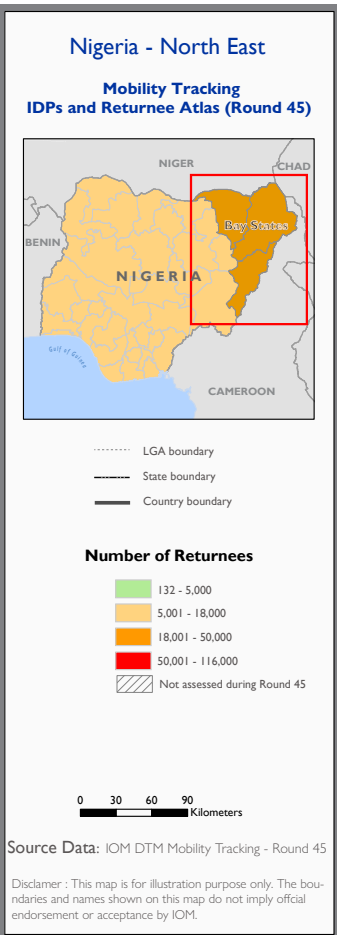 Nigeria - North East
Mobility Tracking
IDPs and Returnee Atlas (Round 45)
NIGER
CHAD
BENIN
Bay States
NIGERIA
Gulf of Guinea
CAMEROON
LGA boundary
State boundary
Country boundary
Number of Returnees
132 - 5,000
5,001 - 18,000
18,001 - 50,000
50,001 - 116,000
Not assessed during Round 45
0 30 60 90
Kilometers
Source Data: IOM DTM Mobility Tracking - Round 45
Disclamer : This map is for illustration purpose only. The bou-
ndaries and names shown on this map do not imply offcial
endorsement or acceptance by IOM.